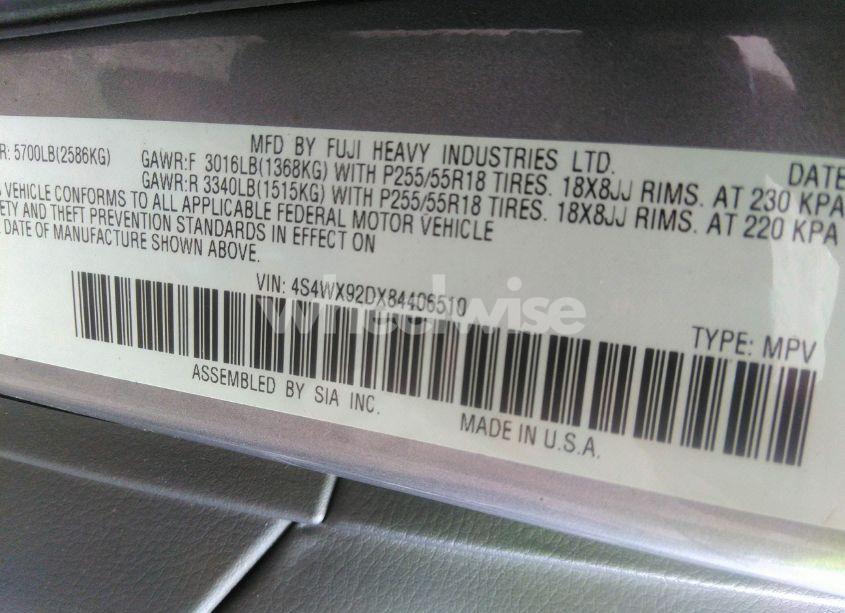 MFD BY FUJI HEAVY INDUSTRIES LTD. DATE
R: 5700LB(2586KG) GAWR:F 3016LB(1368KG) WITH P255/55R18 TIRES. 18X8JJ RIMS. AT 230 KPA
GAWR:R 3340LB(1515KG) WITH P255/55R18 TIRES. 18X8JJ RIMS. AT 220 KPA
VEHICLE CONFORMS TO ALL APPLICABLE FEDERAL MOTOR VEHICLE
ETY AND THEFT PREVENTION STANDARDS IN EFFECT ON
DATE OF MANUFACTURE SHOWN ABOVE.
VIN: 4S4WX92DX84406510
TYPE: MPV
ASSEMBLED BY SIA INC.
MADE IN U.S.A.
wheelwise